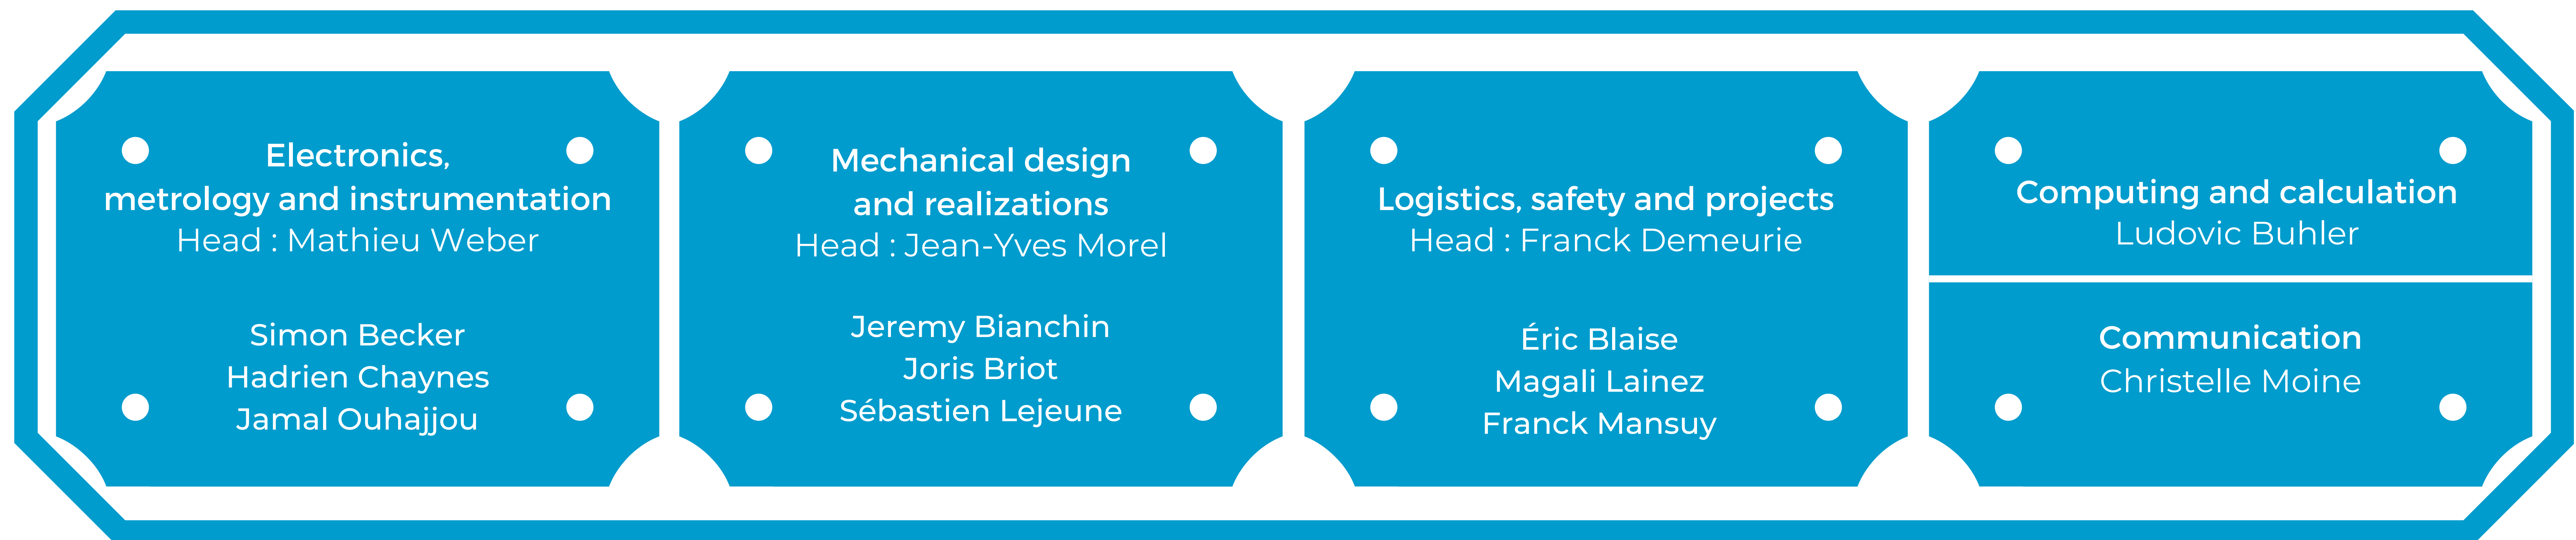 Electronics,
metrology and instrumentation
Head : Mathieu Weber
Simon Becker
Hadrien Chaynes
Jamal Ouhajjou
Mechanical design
and realizations
Head : Jean-Yves Morel
Jeremy Bianchin
Joris Briot
Sébastien Lejeune
Logistics, safety and projects
Head : Franck Demeurie
Éric Blaise
Magali Lainez
Franck Mansuy
Computing and calculation
Ludovic Buhler
Communication
Christelle Moine